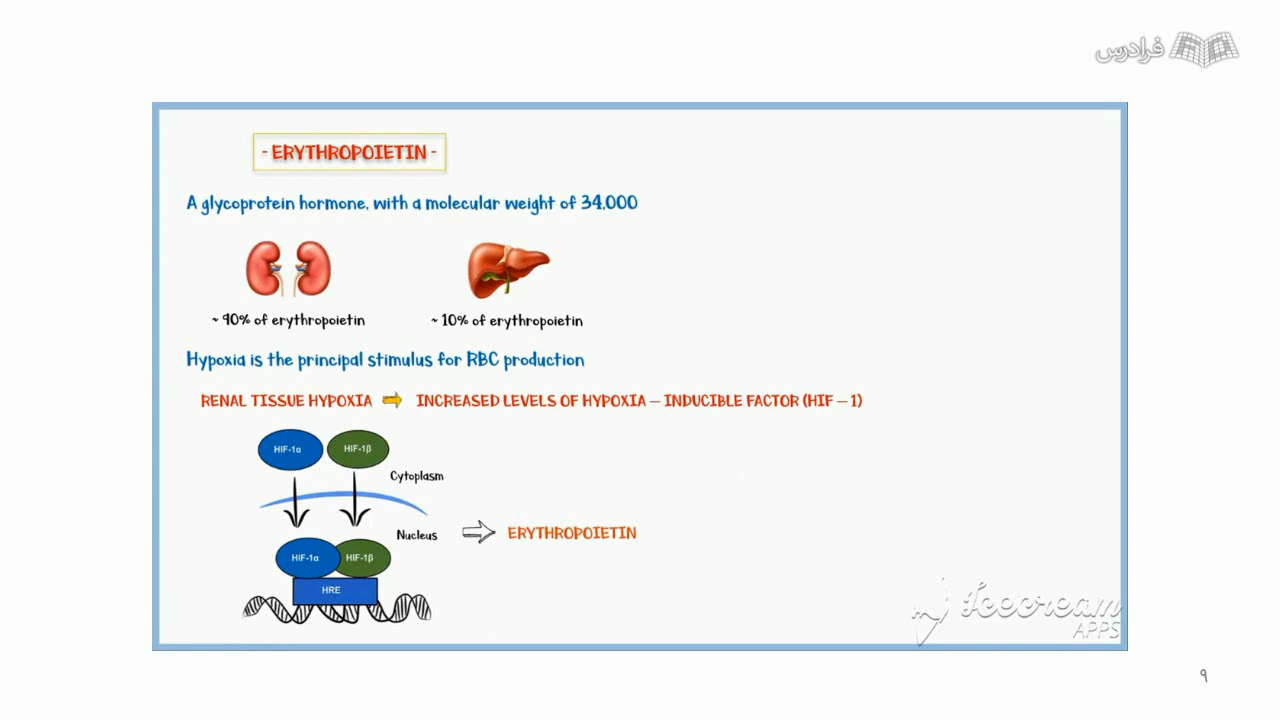 فرادرس
- ERYTHROPOIETIN -
A glycoprotein hormone, with a molecular weight of 34,000
~ 90% of erythropoietin
~ 10% of erythropoietin
Hypoxia is the principal stimulus for RBC production
RENAL TISSUE HYPOXIA
INCREASED LEVELS OF HYPOXIA – INDUCIBLE FACTOR (HIF – 1)
HIF-1α
HIF-1β
Cytoplasm
Nucleus
ERYTHROPOIETIN
HIF-1α
HIF-1β
HRE
Icecream
APPS
۹